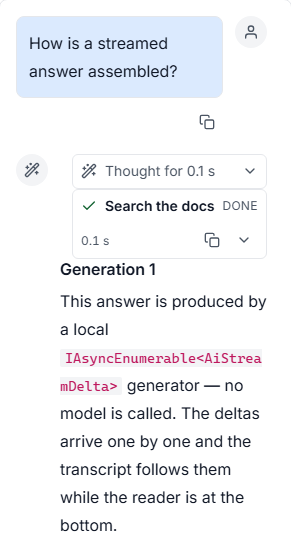 How is a streamed
answer assembled?
Thought for 0.1 s
Search the docs DONE
0.1 s
Generation 1
This answer is produced by
a local
IAsyncEnumerable<AiStrea
mDelta> generator — no
model is called. The deltas
arrive one by one and the
transcript follows them
while the reader is at the
bottom.